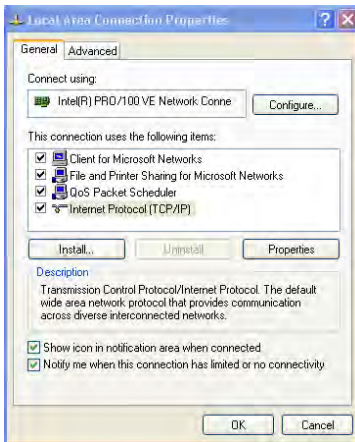 Local Area Connection Properties
General
Advanced
Connect using:
Intel(R) PRO/100 VE Network Conne
Configure...
This connection uses the following items:
Client for Microsoft Networks
File and Printer Sharing for Microsoft Networks
QoS Packet Scheduler
Internet Protocol (TCP/IP)
Install...
Uninstall
Properties
Description
Transmission Control Protocol/Internet Protocol. The default
wide area network protocol that provides communication
across diverse interconnected networks.
Show icon in notification area when connected
Notify me when this connection has limited or no connectivity
OK
Cancel